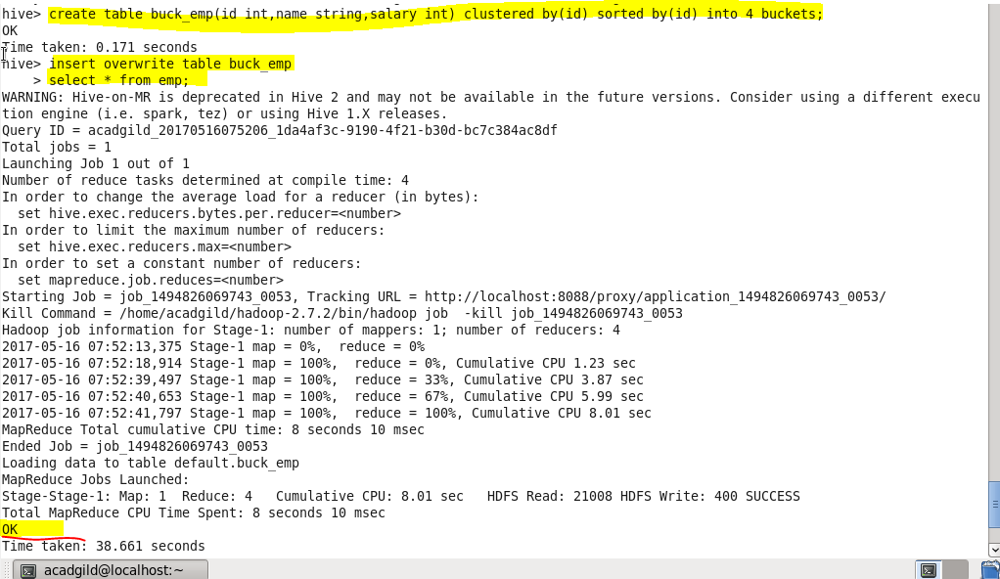 hive> create table buck_emp(id int,name string,salary int) clustered by(id) sorted by(id) into 4 buckets;
OK
Time taken: 0.171 seconds
hive> insert overwrite table buck_emp
    > select * from emp;
WARNING: Hive-on-MR is deprecated in Hive 2 and may not be available in the future versions. Consider using a different execu
tion engine (i.e. spark, tez) or using Hive 1.X releases.
Query ID = acadgild_20170516075206_1da4af3c-9190-4f21-b30d-bc7c384ac8df
Total jobs = 1
Launching Job 1 out of 1
Number of reduce tasks determined at compile time: 4
In order to change the average load for a reducer (in bytes):
  set hive.exec.reducers.bytes.per.reducer=<number>
In order to limit the maximum number of reducers:
  set hive.exec.reducers.max=<number>
In order to set a constant number of reducers:
  set mapreduce.job.reduces=<number>
Starting Job = job_1494826069743_0053, Tracking URL = http://localhost:8088/proxy/application_1494826069743_0053/
Kill Command = /home/acadgild/hadoop-2.7.2/bin/hadoop job  -kill job_1494826069743_0053
Hadoop job information for Stage-1: number of mappers: 1; number of reducers: 4
2017-05-16 07:52:13,375 Stage-1 map = 0%,  reduce = 0%
2017-05-16 07:52:18,914 Stage-1 map = 100%,  reduce = 0%, Cumulative CPU 1.23 sec
2017-05-16 07:52:39,497 Stage-1 map = 100%,  reduce = 33%, Cumulative CPU 3.87 sec
2017-05-16 07:52:40,653 Stage-1 map = 100%,  reduce = 67%, Cumulative CPU 5.99 sec
2017-05-16 07:52:41,797 Stage-1 map = 100%,  reduce = 100%, Cumulative CPU 8.01 sec
MapReduce Total cumulative CPU time: 8 seconds 10 msec
Ended Job = job_1494826069743_0053
Loading data to table default.buck_emp
MapReduce Jobs Launched:
Stage-Stage-1: Map: 1  Reduce: 4   Cumulative CPU: 8.01 sec   HDFS Read: 21008 HDFS Write: 400 SUCCESS
Total MapReduce CPU Time Spent: 8 seconds 10 msec
OK
Time taken: 38.661 seconds
acadgild@localhost:~